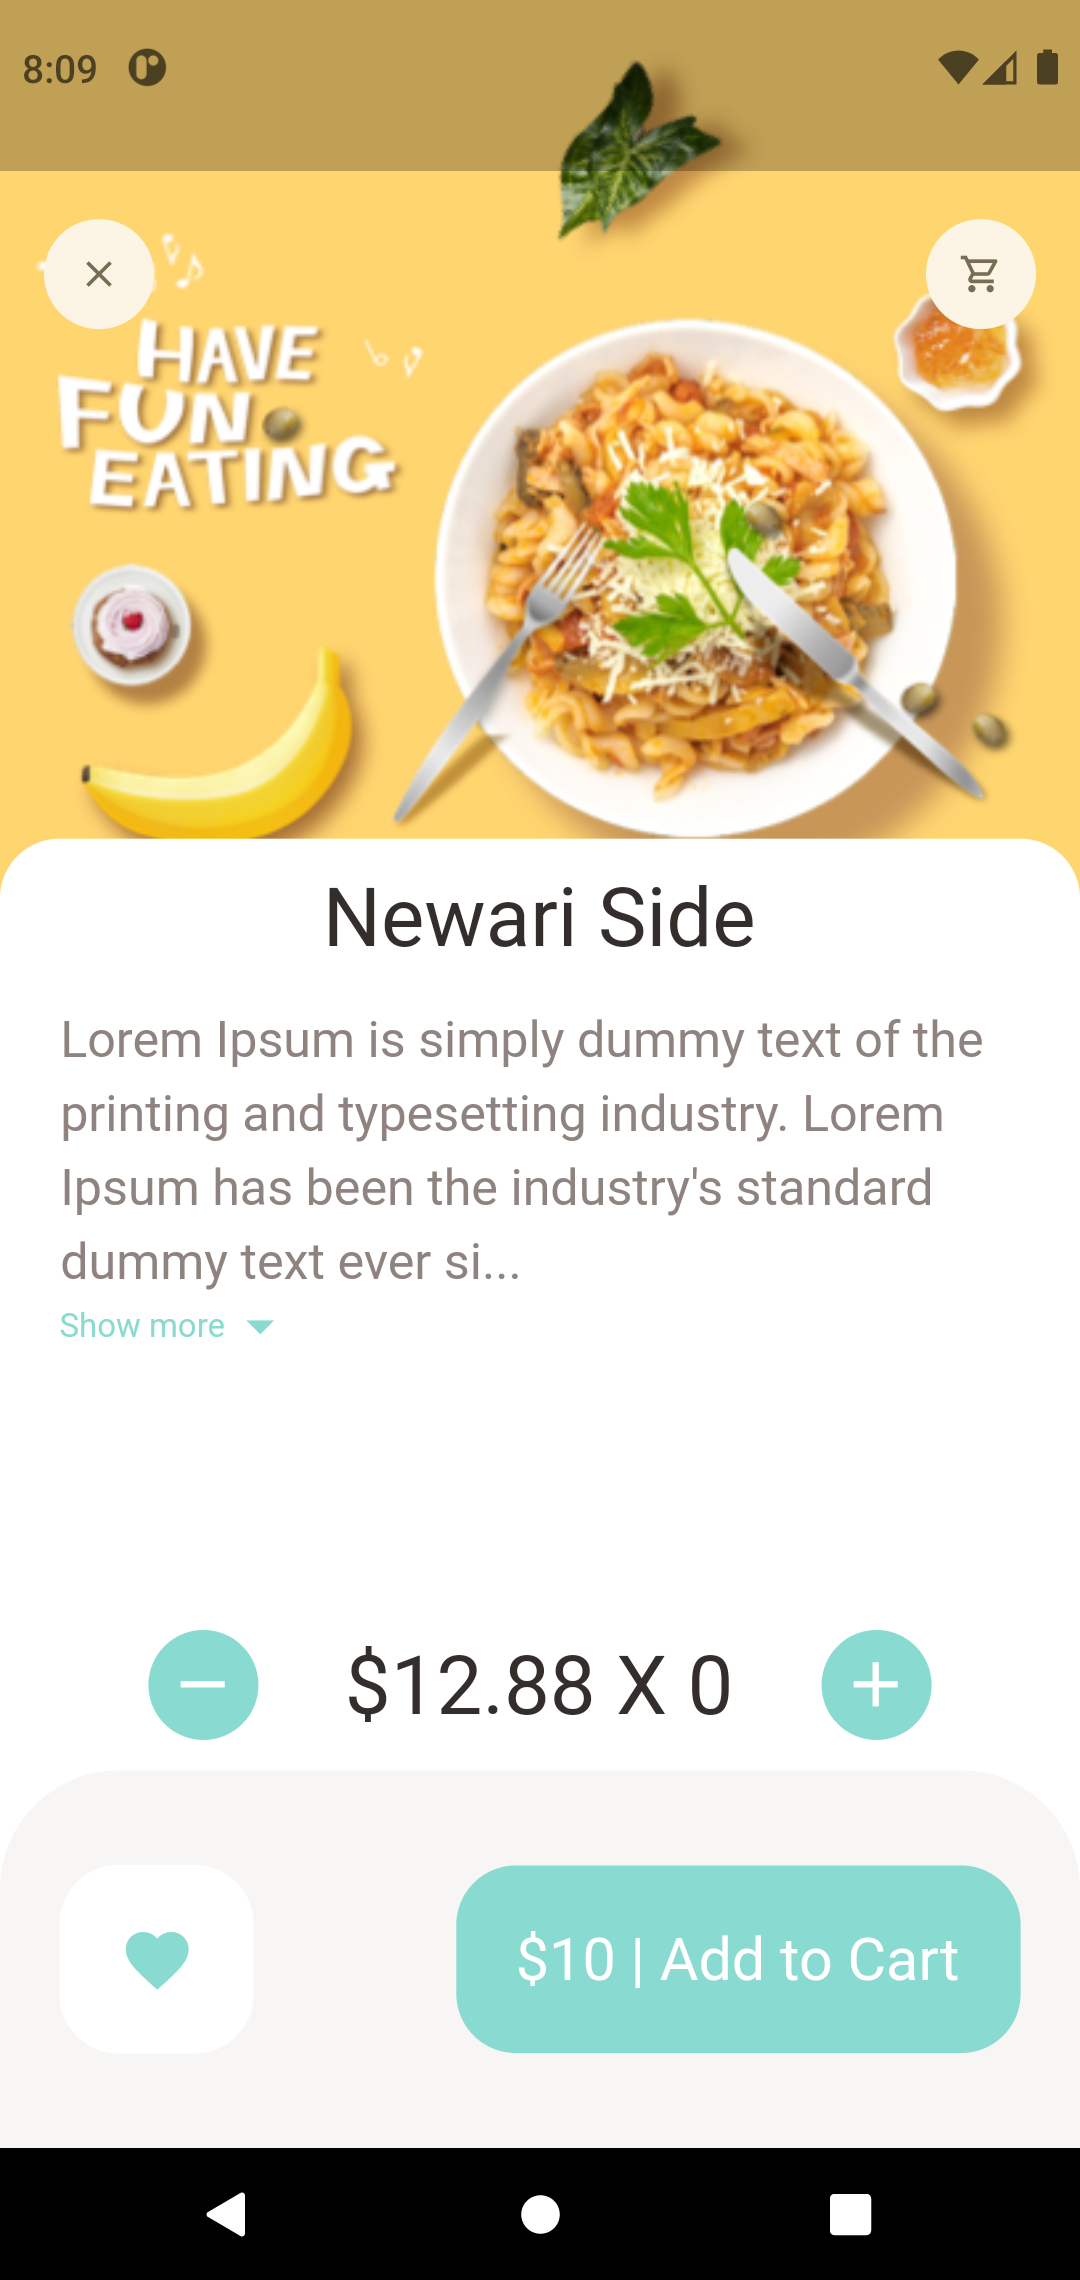 8:09
HAVE
FUN
EATING
Newari Side
Lorem Ipsum is simply dummy text of the
printing and typesetting industry. Lorem
Ipsum has been the industry's standard
dummy text ever si...
Show more
$12.88 X 0
$10 | Add to Cart